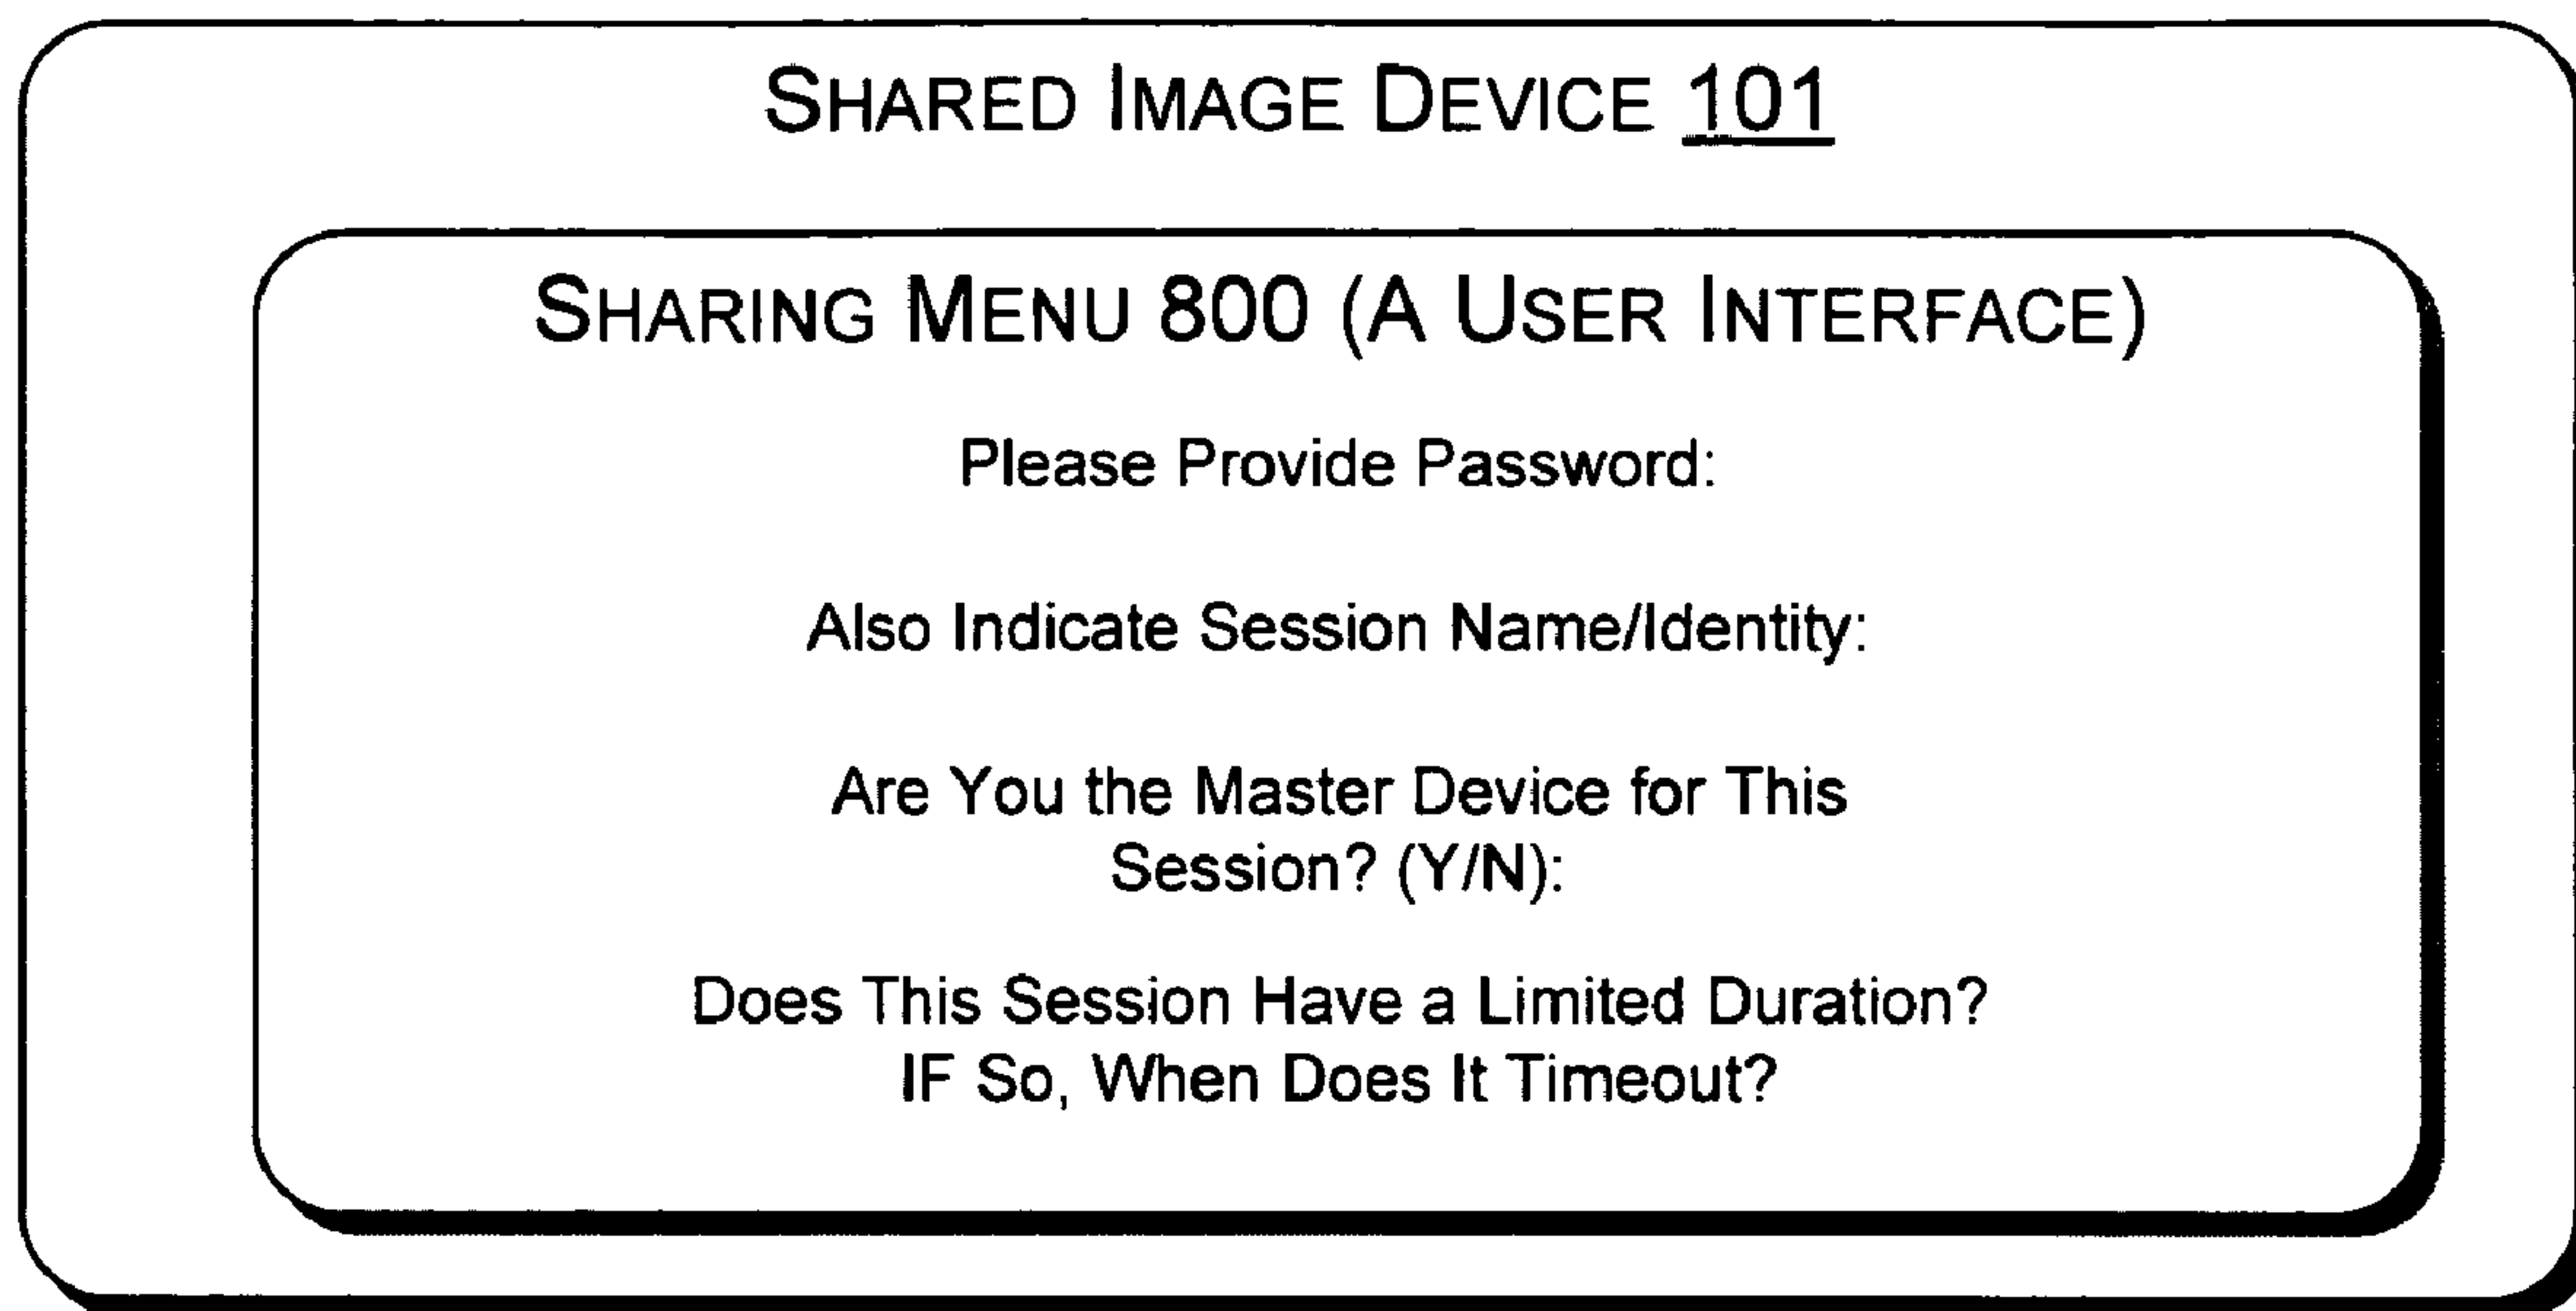 SHARED IMAGE DEVICE 101
SHARING MENU 800 (A USER INTERFACE)
Please Provide Password:
Also Indicate Session Name/Identity:
Are You the Master Device for This
Session? (Y/N):
Does This Session Have a Limited Duration?
IF So, When Does It Timeout?